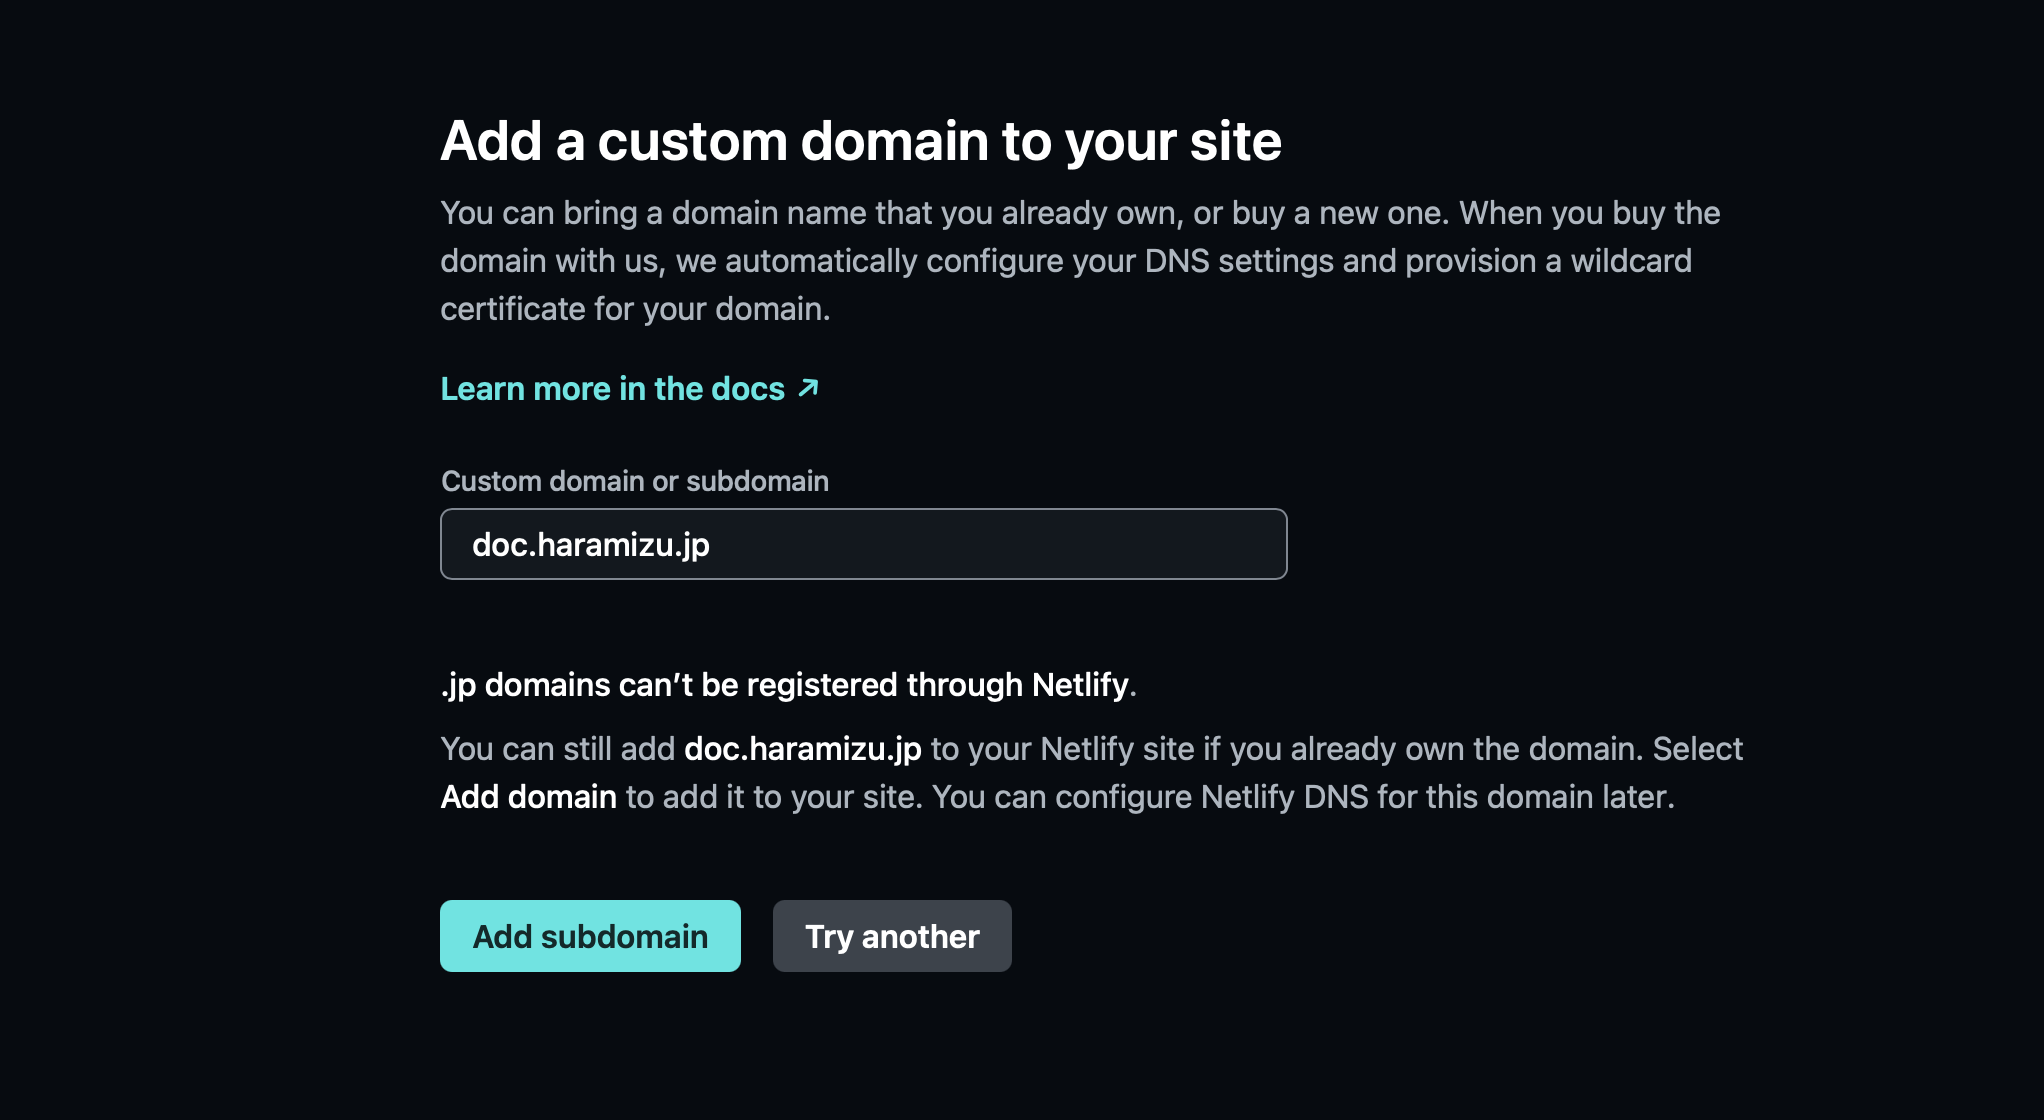 Add a custom domain to your site
You can bring a domain name that you already own, or buy a new one. When you buy the
domain with us, we automatically configure your DNS settings and provision a wildcard
certificate for your domain.
Learn more in the docs ↗
Custom domain or subdomain
doc.haramizu.jp
.jp domains can’t be registered through Netlify.
You can still add doc.haramizu.jp to your Netlify site if you already own the domain. Select
Add domain to add it to your site. You can configure Netlify DNS for this domain later.
Add subdomain
Try another